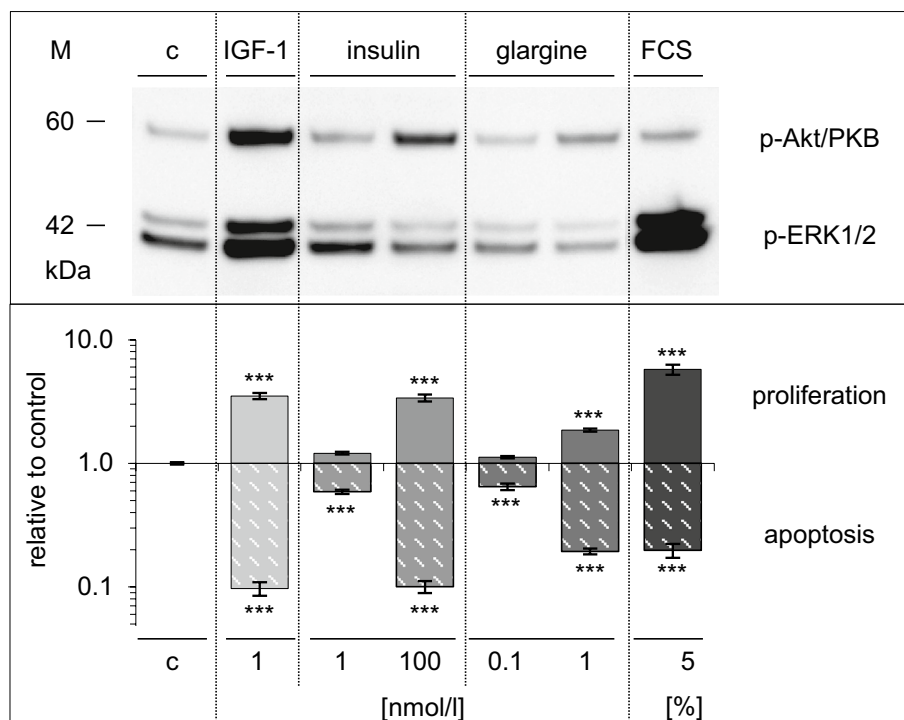 M c IGF-1 insulin glargine FCS
60 p-Akt/PKB
42 p-ERK1/2
kDa
10.0
*** *** *** ***
proliferation
relative to control
1.0
*** *** *** *** *** ***
apoptosis
0.1
c 1 1 100 0.1 1 5
[nmol/l] [%]